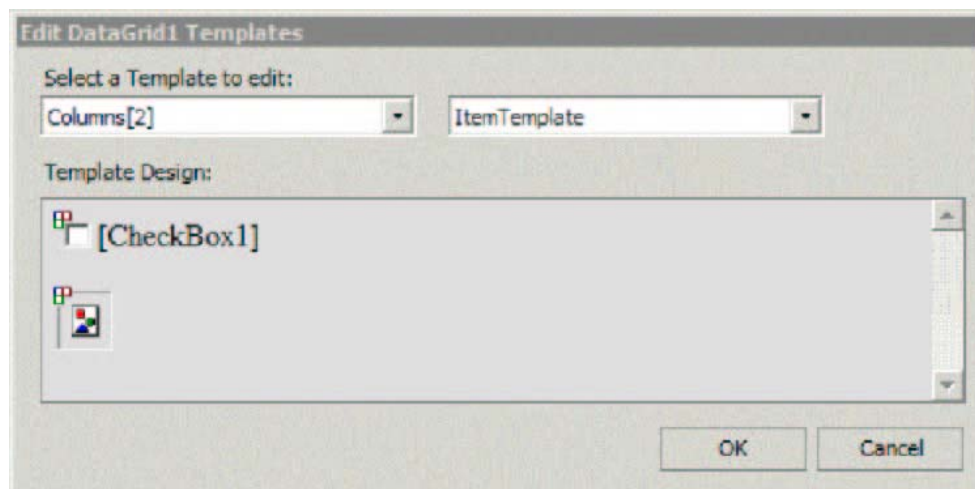 Edit DataGrid1 Templates
Select a Template to edit:
Columns[2]
ItemTemplate
Template Design:
[CheckBox1]
OK
Cancel